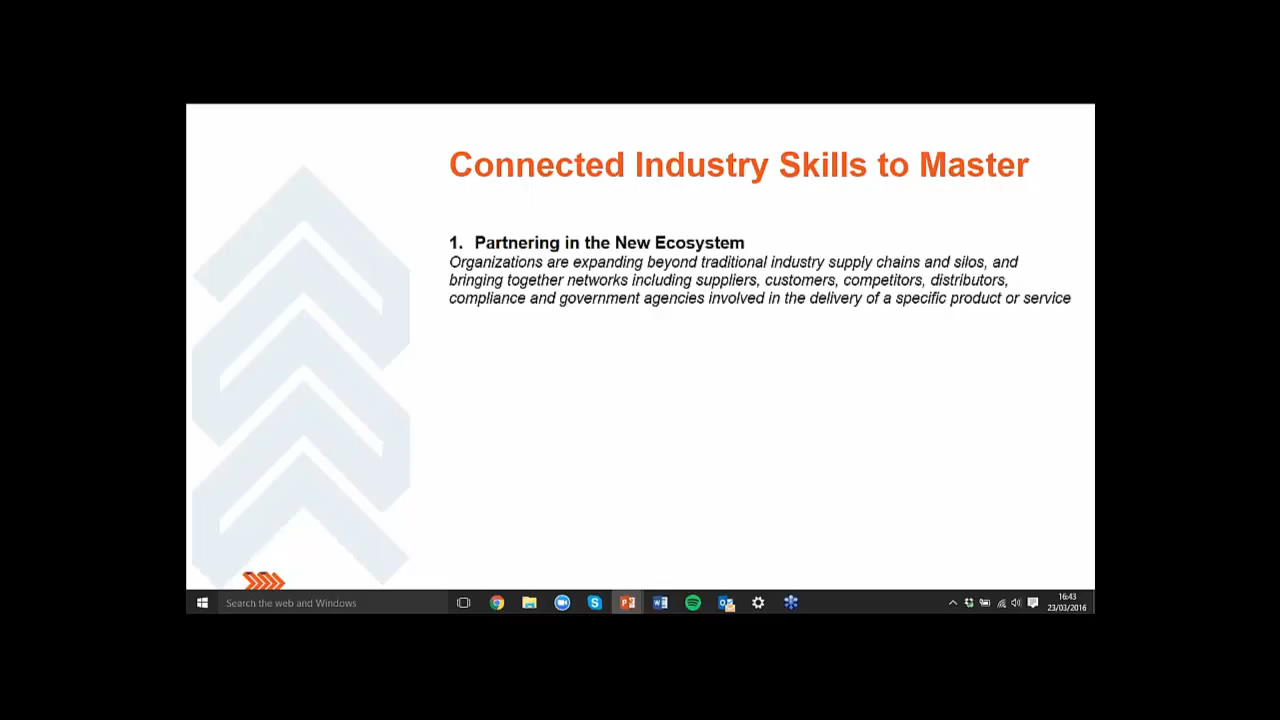 Connected Industry Skills to Master
1. Partnering in the New Ecosystem
Organizations are expanding beyond traditional industry supply chains and silos, and
bringing together networks including suppliers, customers, competitors, distributors,
compliance and government agencies involved in the delivery of a specific product or service
Search the web and Windows
16:43
23/03/2016